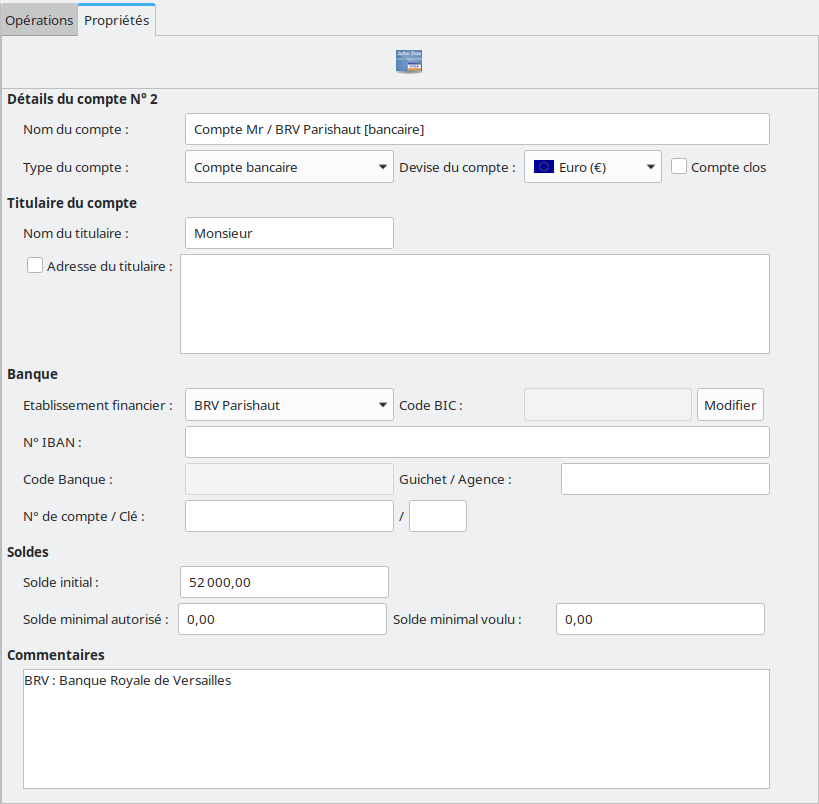 Opérations Propriétés
John Doe
VISA
Détails du compte N° 2
Nom du compte : Compte Mr / BRV Parishaut [bancaire]
Type du compte : Compte bancaire Devise du compte : Euro (€) Compte clos
Titulaire du compte
Nom du titulaire : Monsieur
Adresse du titulaire :
Banque
Etablissement financier : BRV Parishaut Code BIC : Modifier
N° IBAN :
Code Banque : Guichet / Agence :
N° de compte / Clé : /
Soldes
Solde initial : 52 000,00
Solde minimal autorisé : 0,00 Solde minimal voulu : 0,00
Commentaires
BRV : Banque Royale de Versailles